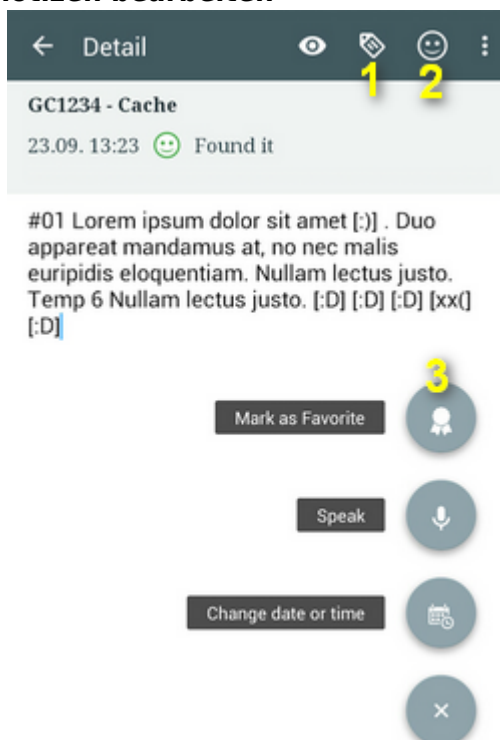 Detail
1
2
GC1234 - Cache
23.09. 13:23 Found it
#01 Lorem ipsum dolor sit amet [:)] . Duo
appareat mandamus at, no nec malis
euripidis eloquentiam. Nullam lectus justo.
Temp 6 Nullam lectus justo. [:D] [:D] [:D] [xx(]
[:D]
3
Mark as Favorite
Speak
Change date or time